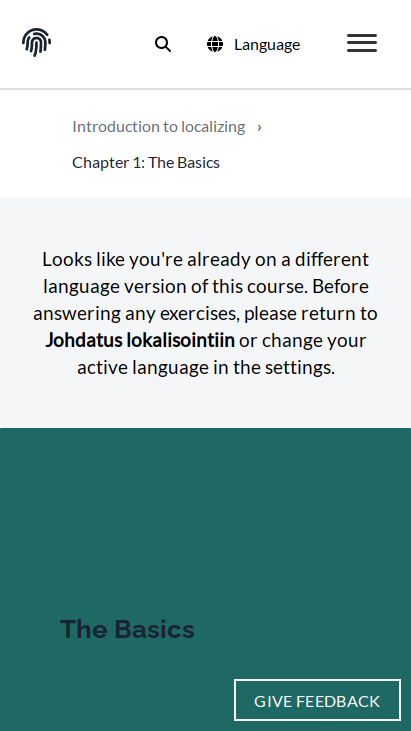 Language
Introduction to localizing ›
Chapter 1: The Basics
Looks like you're already on a different
language version of this course. Before
answering any exercises, please return to
Johdatus lokalisointiin or change your
active language in the settings.
The Basics
GIVE FEEDBACK